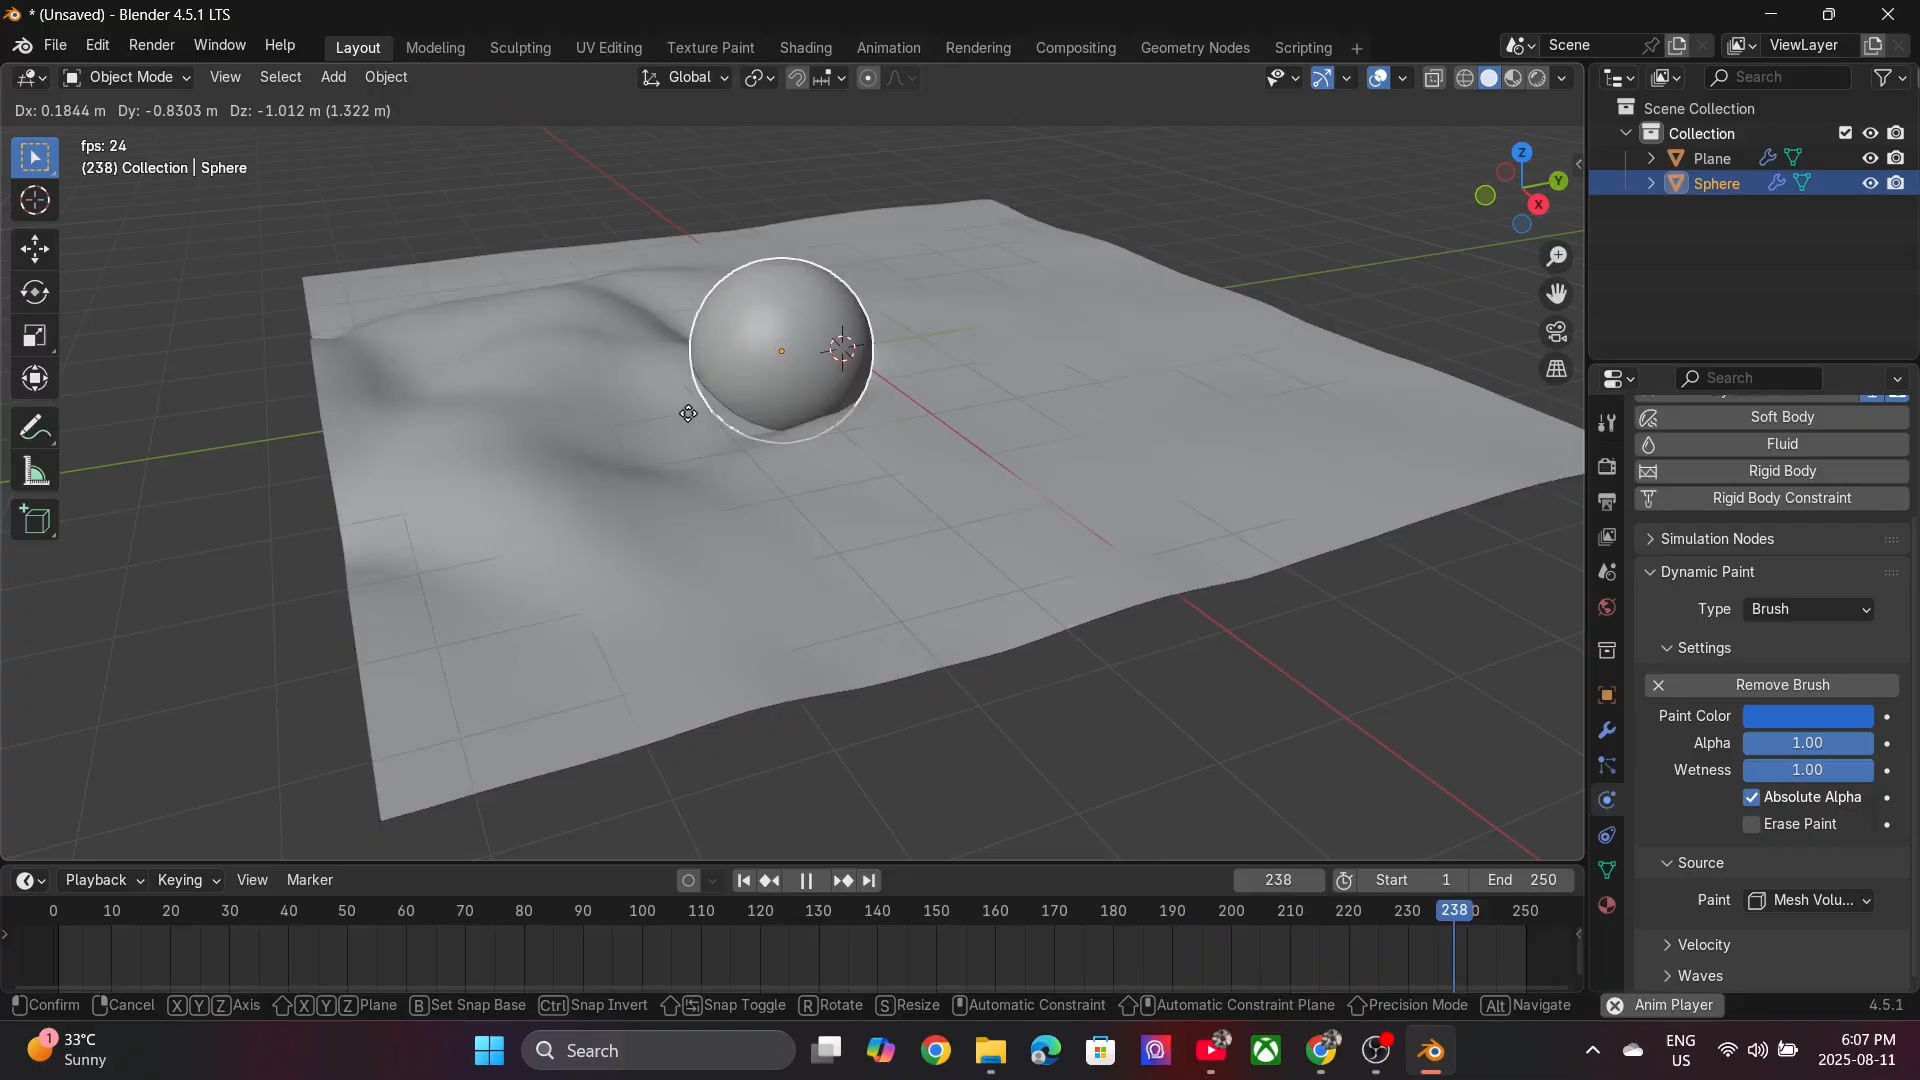 * (Unsaved) - Blender 4.5.1 LTS
File Edit Render Window Help
Layout Modeling Sculpting UV Editing Texture Paint Shading Animation Rendering Compositing Geometry Nodes Scripting +
Scene
ViewLayer
Object Mode View Select Add Object
Global
Search
Dx: 0.1844 m Dy: -0.8303 m Dz: -1.012 m (1.322 m)
fps: 24
(238) Collection | Sphere
Z
Y
X
Scene Collection
Collection
Plane
Sphere
Search
Soft Body
Fluid
Rigid Body
Rigid Body Constraint
Simulation Nodes
Dynamic Paint
Type Brush
Settings
Remove Brush
Paint Color
Alpha 1.00
Wetness 1.00
Absolute Alpha
Erase Paint
Source
Paint Mesh Volu...
Velocity
Waves
Playback Keying View Marker
238
Start 1
End 250
0 10 20 30 40 50 60 70 80 90 100 110 120 130 140 150 160 170 180 190 200 210 220 230 238 250
Confirm Cancel X Y Z Axis X Y Z Plane B Set Snap Base Ctrl Snap Invert Snap Toggle R Rotate S Resize Automatic Constraint Automatic Constraint Plane Precision Mode Alt Navigate
Anim Player
4.5.1
1
33°C
Sunny
Search
ENG
US
6:07 PM
2025-08-11